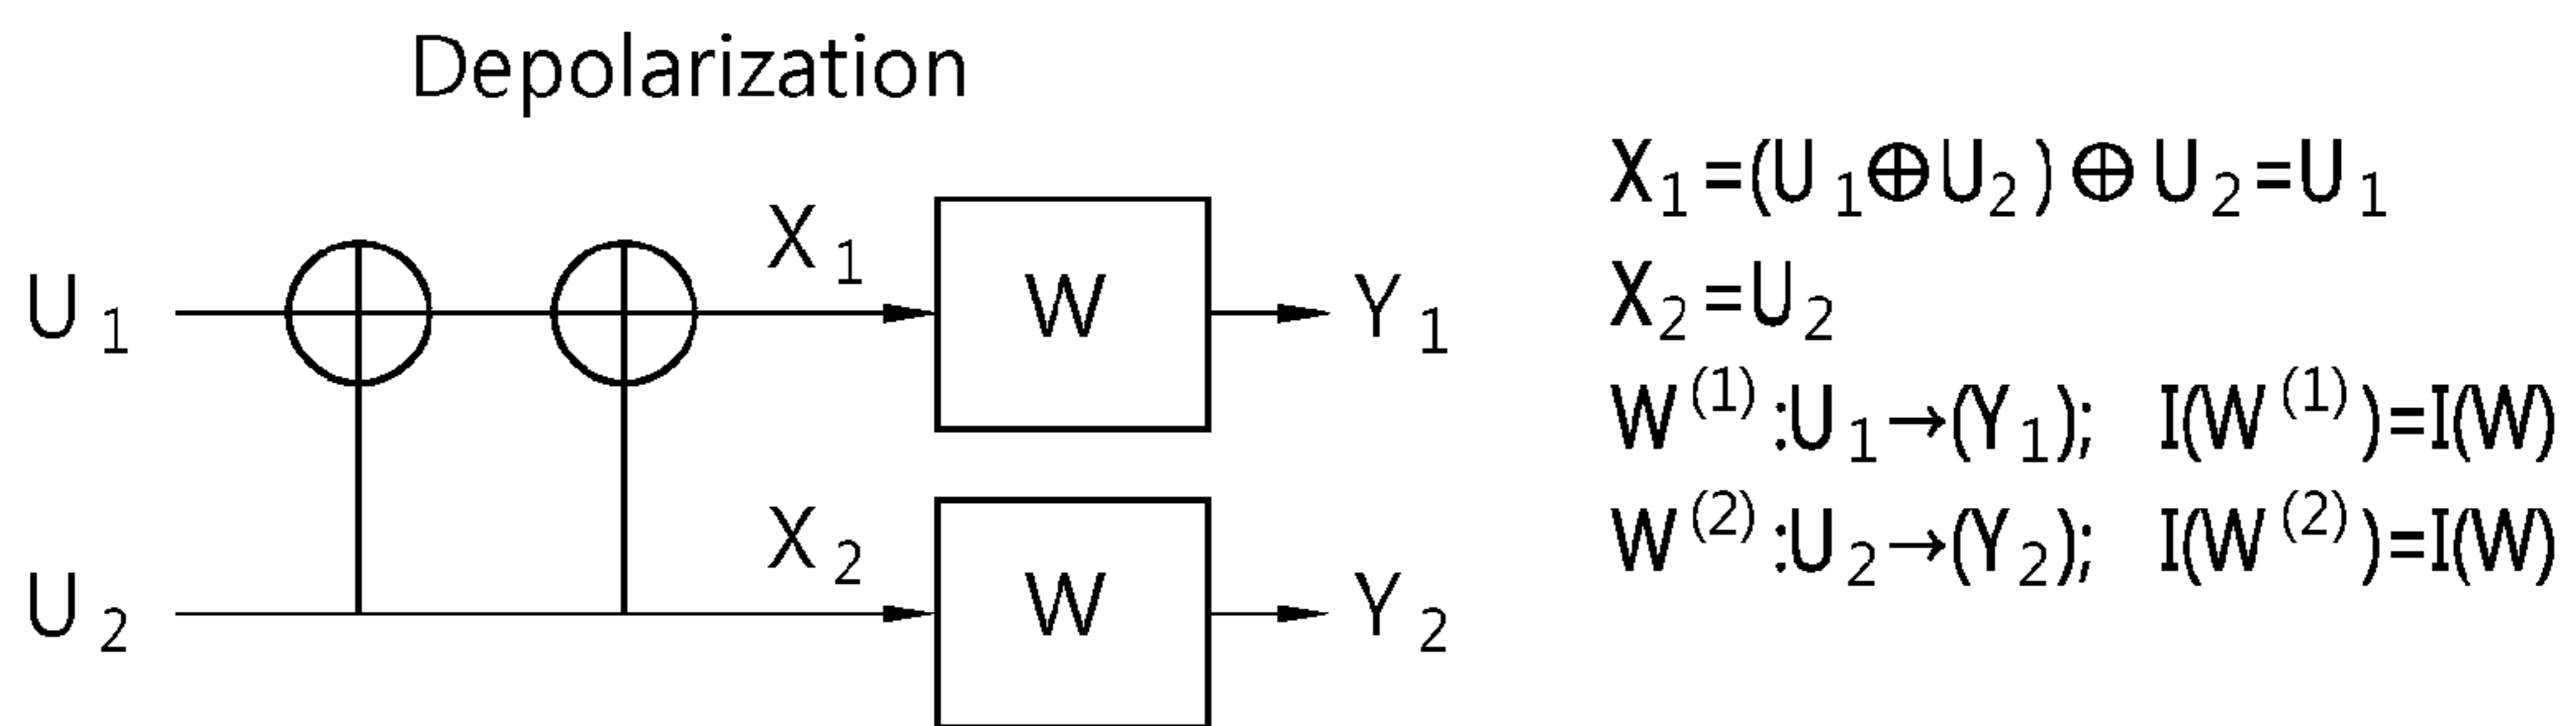 Depolarization
U1 X1 W Y1
U2 X2 W Y2
X1=(U1⊕U2)⊕U2=U1
X2=U2
W(1):U1→(Y1); I(W(1))=I(W)
W(2):U2→(Y2); I(W(2))=I(W)